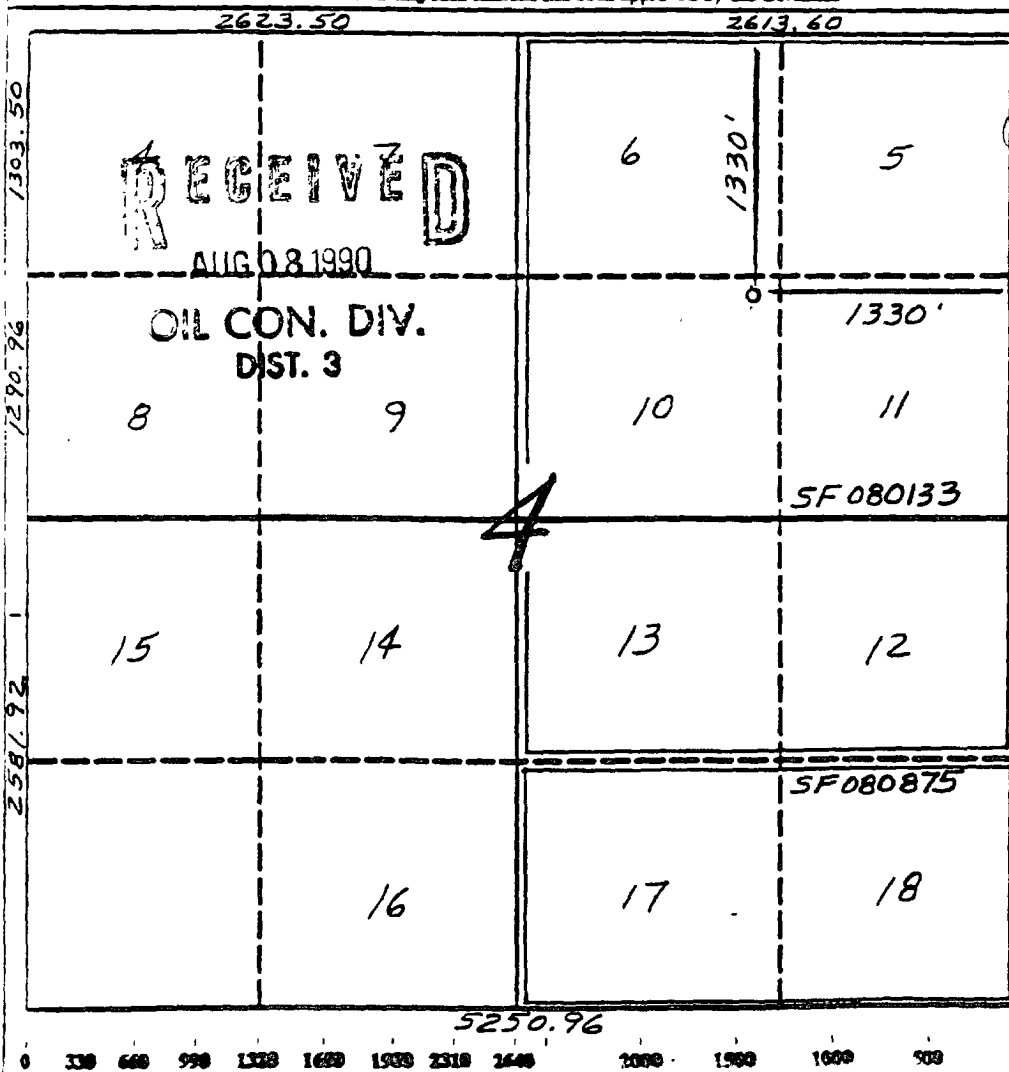 2623.50 2613.60
1303.50
4 7 6 5
1330'
RECEIVED
AUG 08 1990
OIL CON. DIV.
DIST. 3
1330'
1290.96
8 9 10 11
SF 080133
4
15 14 13 12
2581.92
SF 080875
16 17 18
5250.96
0 330 660 990 1320 1650 1980 2310 2640 2000 1500 1000 500